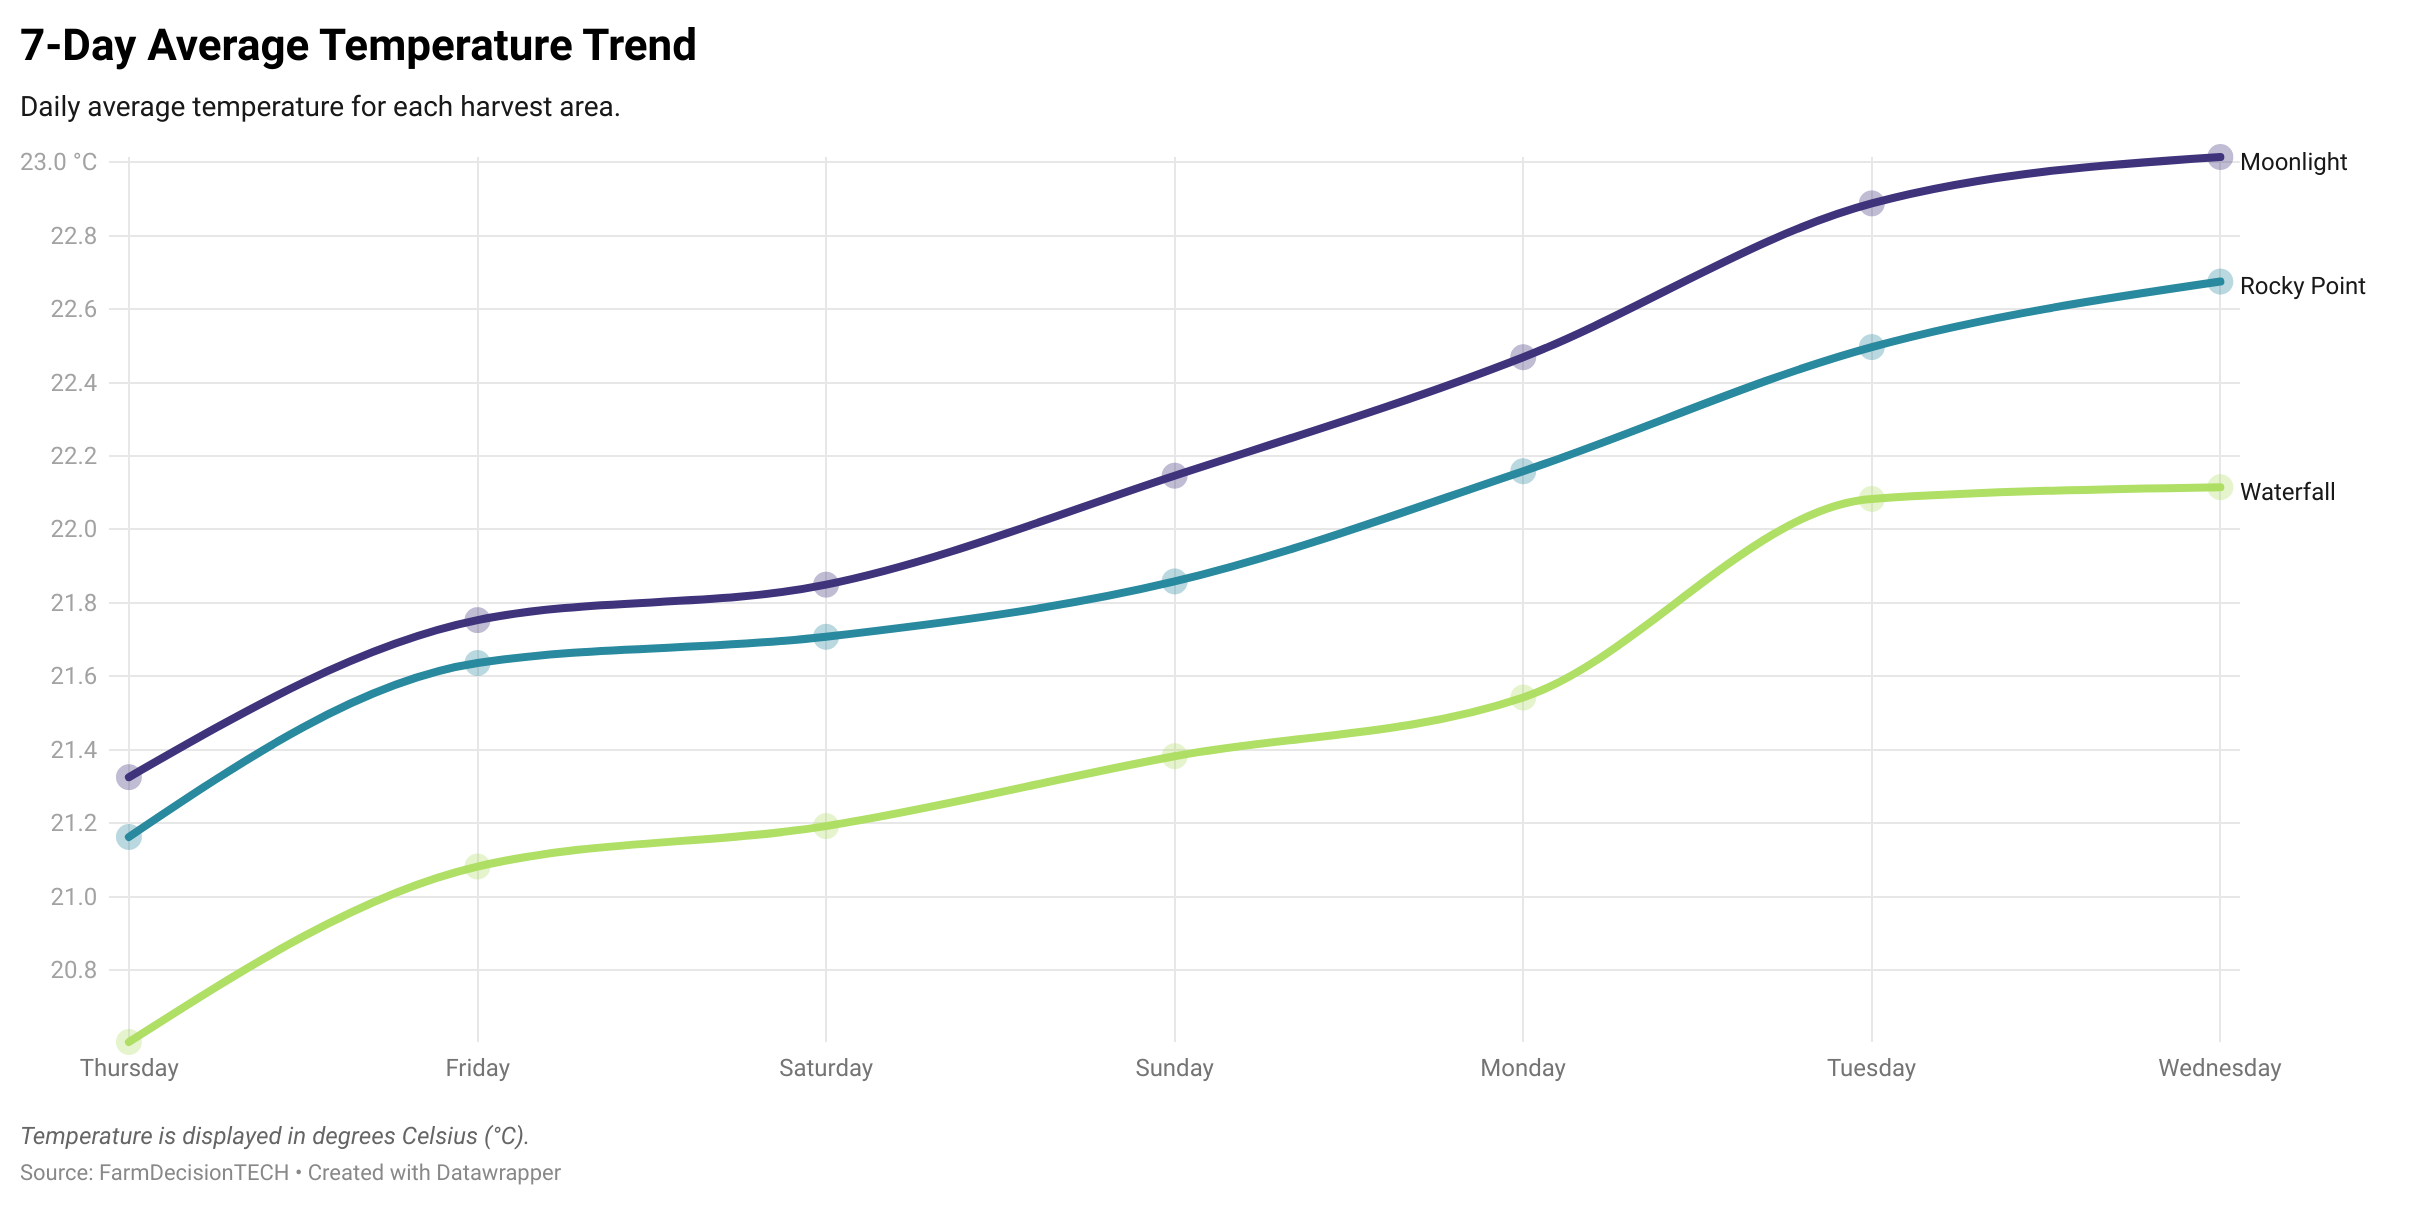 7-Day Average Temperature Trend
Daily average temperature for each harvest area.
23.0 °C
22.8
22.6
22.4
22.2
22.0
21.8
21.6
21.4
21.2
21.0
20.8
Moonlight
Rocky Point
Waterfall
Thursday Friday Saturday Sunday Monday Tuesday Wednesday
Temperature is displayed in degrees Celsius (°C).
Source: FarmDecisionTECH • Created with Datawrapper